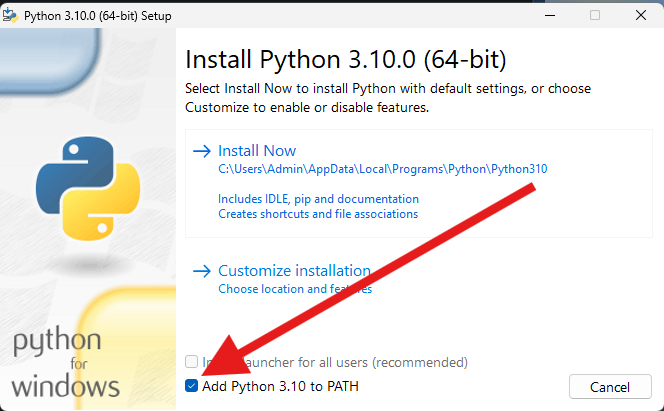 Python 3.10.0 (64-bit) Setup
Install Python 3.10.0 (64-bit)
Select Install Now to install Python with default settings, or choose
Customize to enable or disable features.
Install Now
C:\Users\Admin\AppData\Local\Programs\Python\Python310
Includes IDLE, pip and documentation
Creates shortcuts and file associations
Customize installation
Choose location and features
launcher for all users (recommended)
Add Python 3.10 to PATH
Cancel
python
for
windows